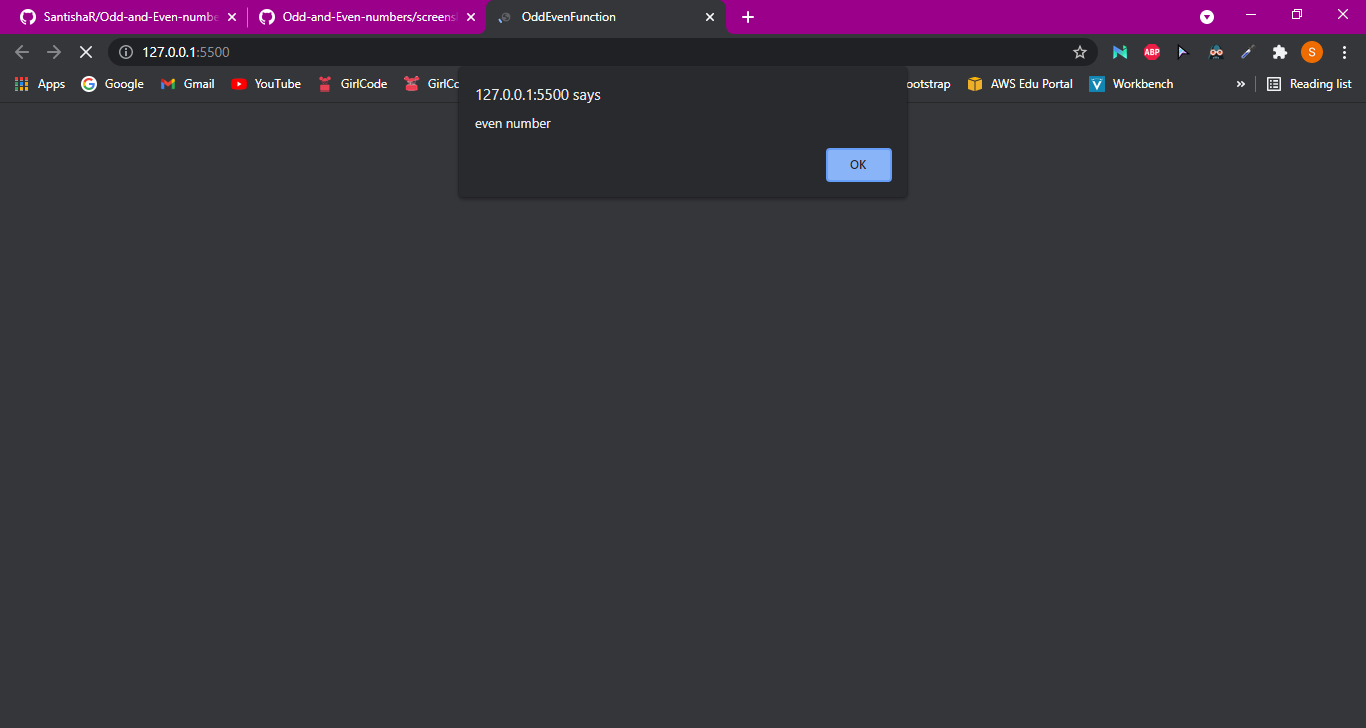 SantishaR/Odd-and-Even-numbe
Odd-and-Even-numbers/screens
OddEvenFunction
127.0.0.1:5500
ABP
S
Apps
Google
Gmail
YouTube
GirlCode
GirlCo
ootstrap
AWS Edu Portal
V
Workbench
»
Reading list
127.0.0.1:5500 says
even number
OK